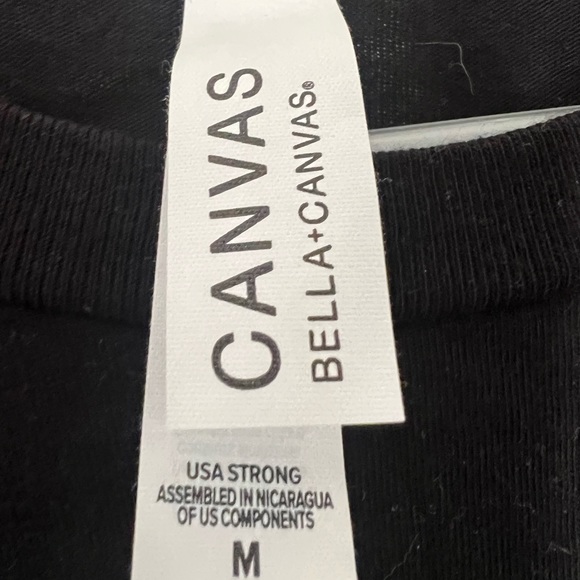 CANVAS
BELLA+CANVAS®
USA STRONG
ASSEMBLED IN NICARAGUA
OF US COMPONENTS
M